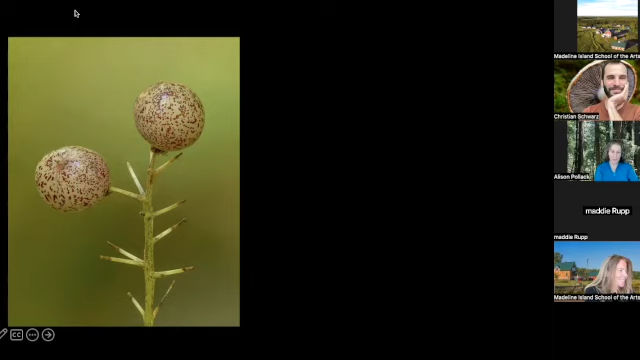 Madeline Island School of the Arts
Christian Schwarz
Alison Pollack
maddie Rupp
maddie Rupp
Madeline Island School of the Arts
CC